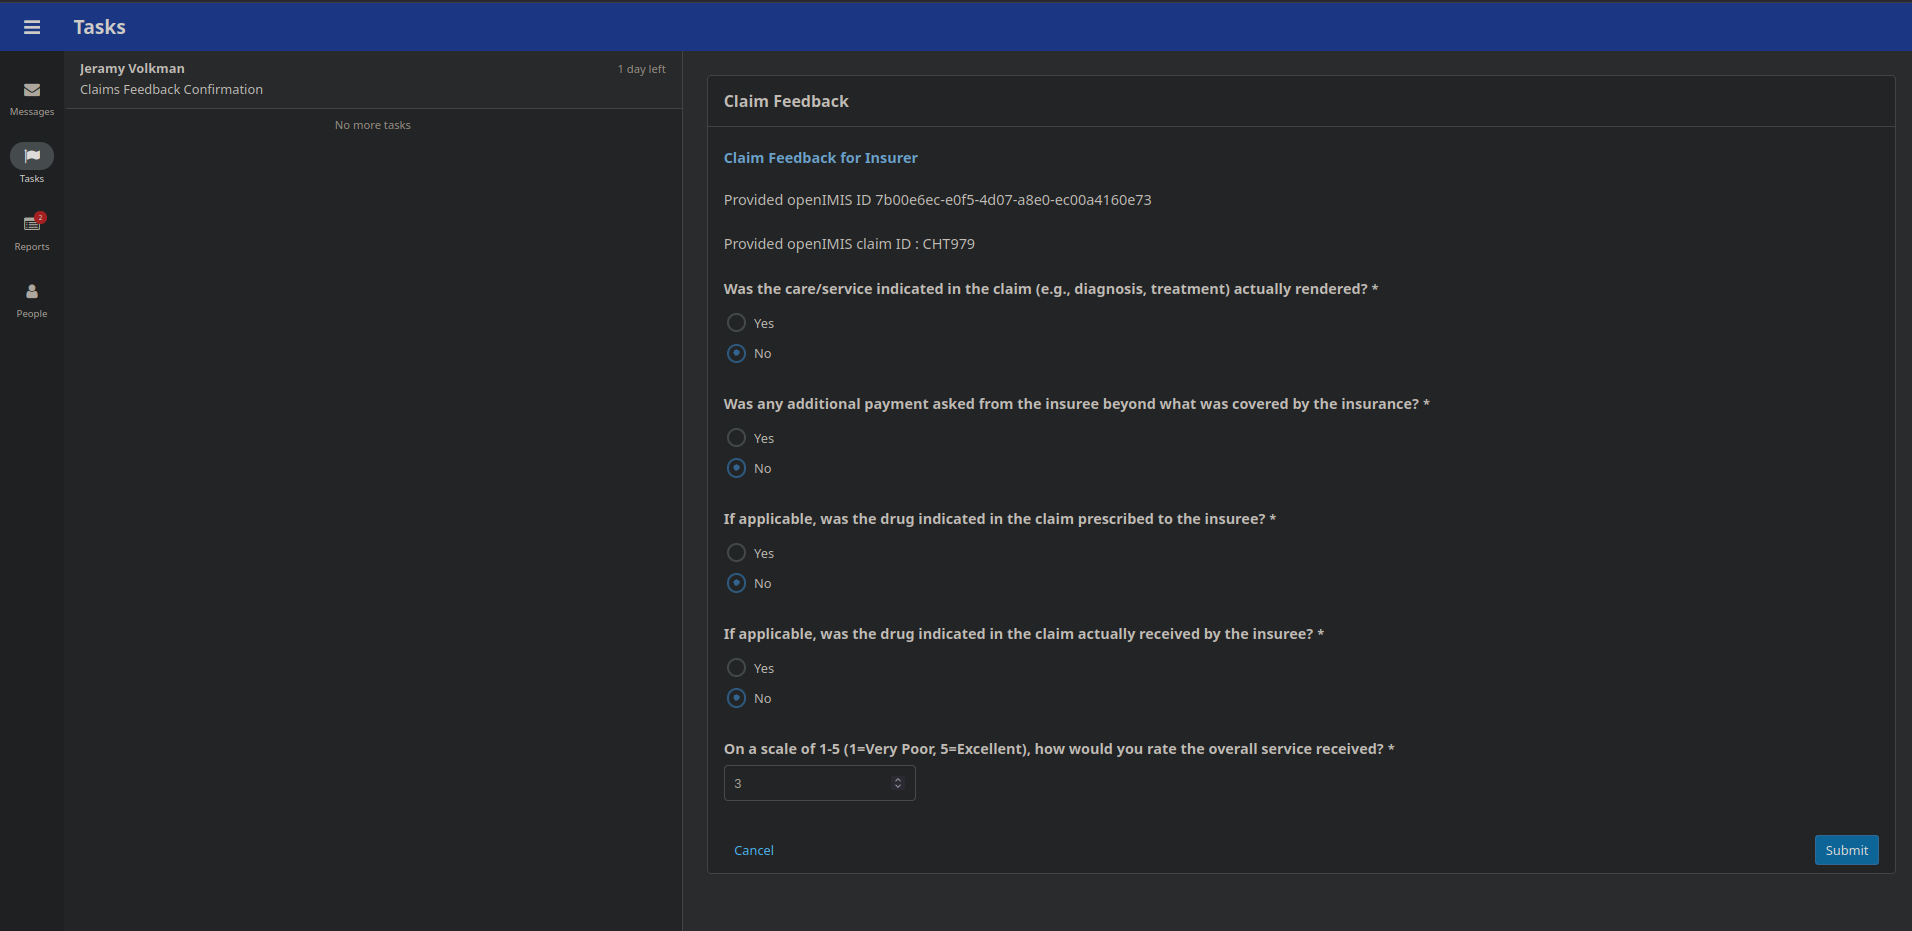 Tasks
Messages
Tasks
2
Reports
People
Jeramy Volkman
1 day left
Claims Feedback Confirmation
No more tasks
Claim Feedback
Claim Feedback for Insurer
Provided openIMIS ID 7b00e6ec-e0f5-4d07-a8e0-ec00a4160e73
Provided openIMIS claim ID : CHT979
Was the care/service indicated in the claim (e.g., diagnosis, treatment) actually rendered? *
Yes
No
Was any additional payment asked from the insuree beyond what was covered by the insurance? *
Yes
No
If applicable, was the drug indicated in the claim prescribed to the insuree? *
Yes
No
If applicable, was the drug indicated in the claim actually received by the insuree? *
Yes
No
On a scale of 1-5 (1=Very Poor, 5=Excellent), how would you rate the overall service received? *
3
Cancel
Submit